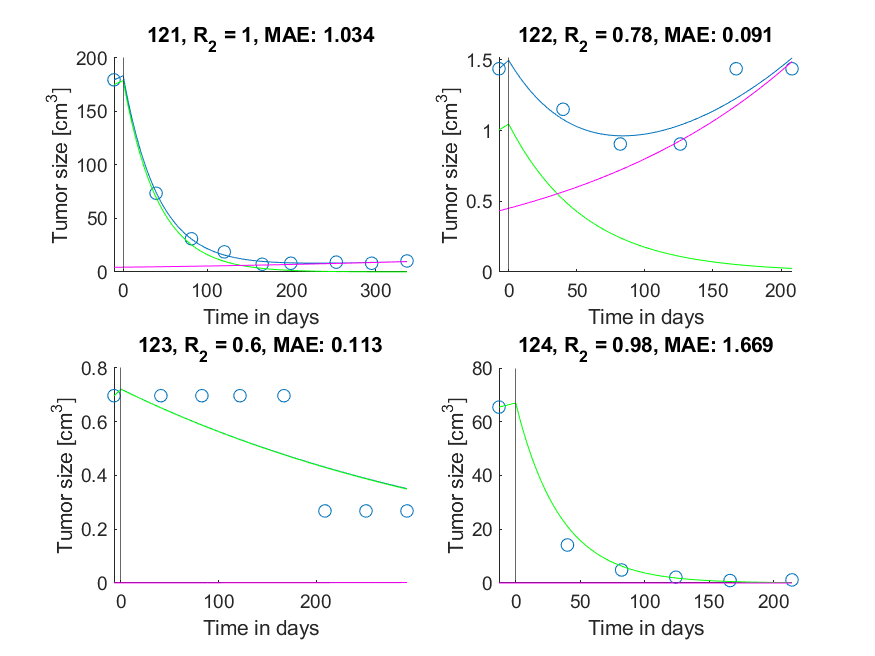 121, R₂ = 1, MAE: 1.034
200
150
100
50
0
Tumor size [cm³]
0 100 200 300
Time in days
122, R₂ = 0.78, MAE: 0.091
1.5
1
0.5
0
Tumor size [cm³]
0 50 100 150 200
Time in days
123, R₂ = 0.6, MAE: 0.113
0.8
0.6
0.4
0.2
0
Tumor size [cm³]
0 100 200
Time in days
124, R₂ = 0.98, MAE: 1.669
80
60
40
20
0
Tumor size [cm³]
0 50 100 150 200
Time in days